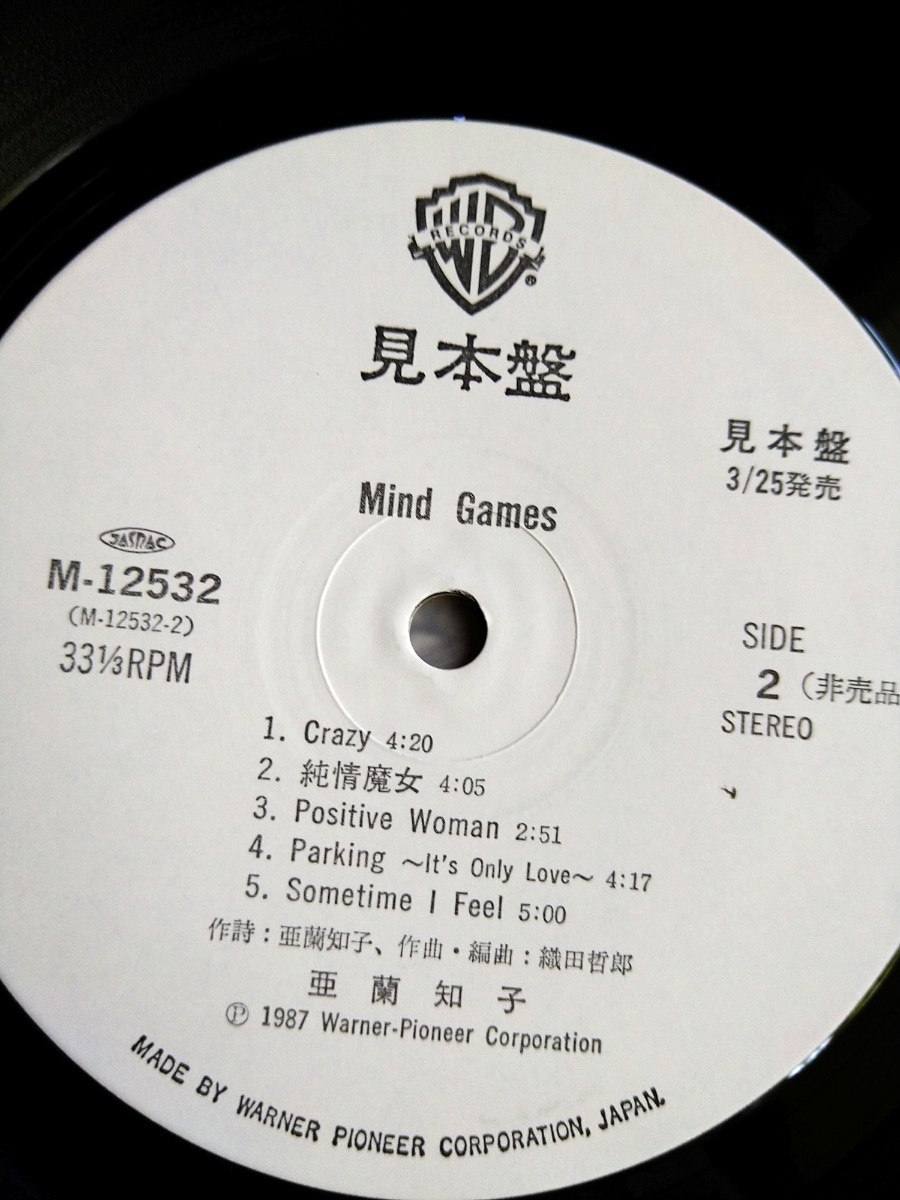 WB RECORDS ®
見本盤
見本盤
3/25発売
Mind Games
JASRAC
M-12532
(M-12532-2)
33⅓RPM
SIDE
2 (非売品
STEREO
1. Crazy 4:20
2. 純情魔女 4:05
3. Positive Woman 2:51
4. Parking 〜It's Only Love〜 4:17
5. Sometime I Feel 5:00
作詩:亜蘭知子、作曲・編曲:織田哲郎
亜蘭知子
Ⓟ 1987 Warner-Pioneer Corporation
MADE BY WARNER PIONEER CORPORATION, JAPAN.